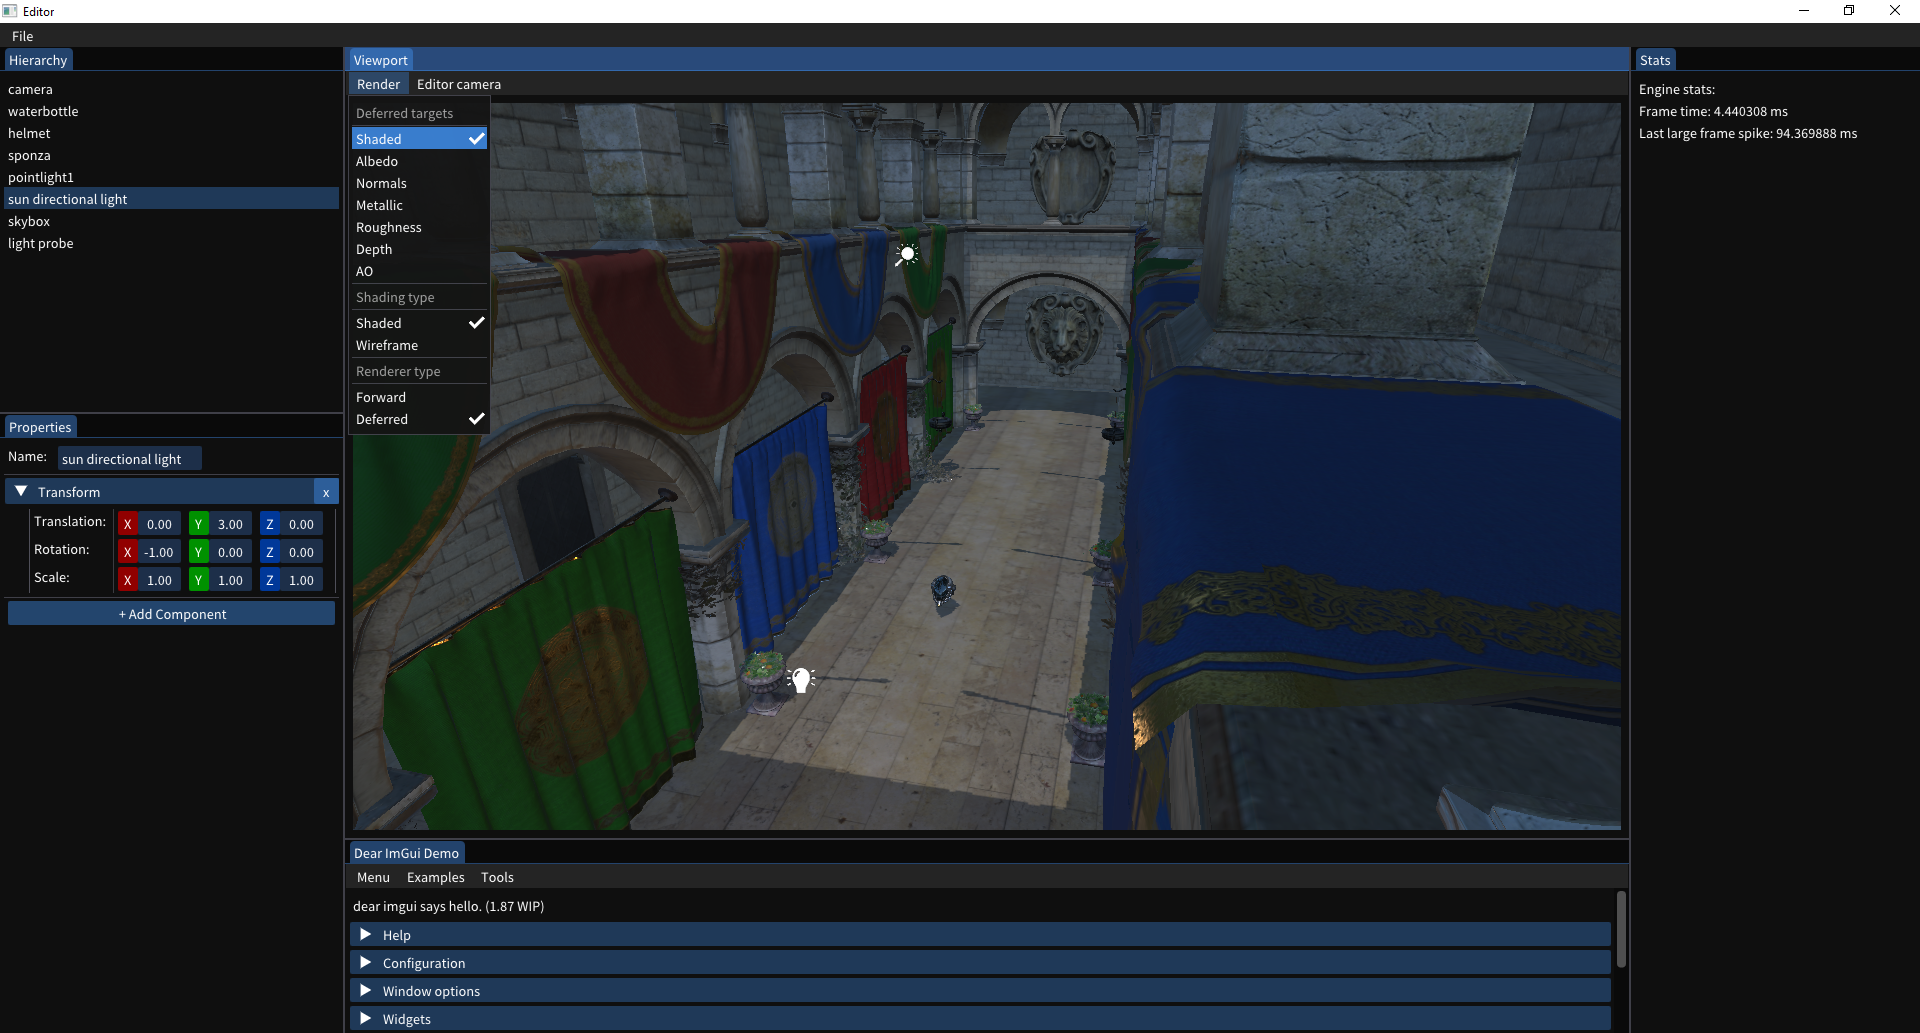 Editor
File
Hierarchy
camera
waterbottle
helmet
sponza
pointlight1
sun directional light
skybox
light probe
Properties
Name: sun directional light
Transform x
Translation: X 0.00 Y 3.00 Z 0.00
Rotation: X -1.00 Y 0.00 Z 0.00
Scale: X 1.00 Y 1.00 Z 1.00
+ Add Component
Viewport
Render Editor camera
Deferred targets
Shaded
Albedo
Normals
Metallic
Roughness
Depth
AO
Shading type
Shaded
Wireframe
Renderer type
Forward
Deferred
Dear ImGui Demo
Menu Examples Tools
dear imgui says hello. (1.87 WIP)
Help
Configuration
Window options
Widgets
Stats
Engine stats:
Frame time: 4.440308 ms
Last large frame spike: 94.369888 ms